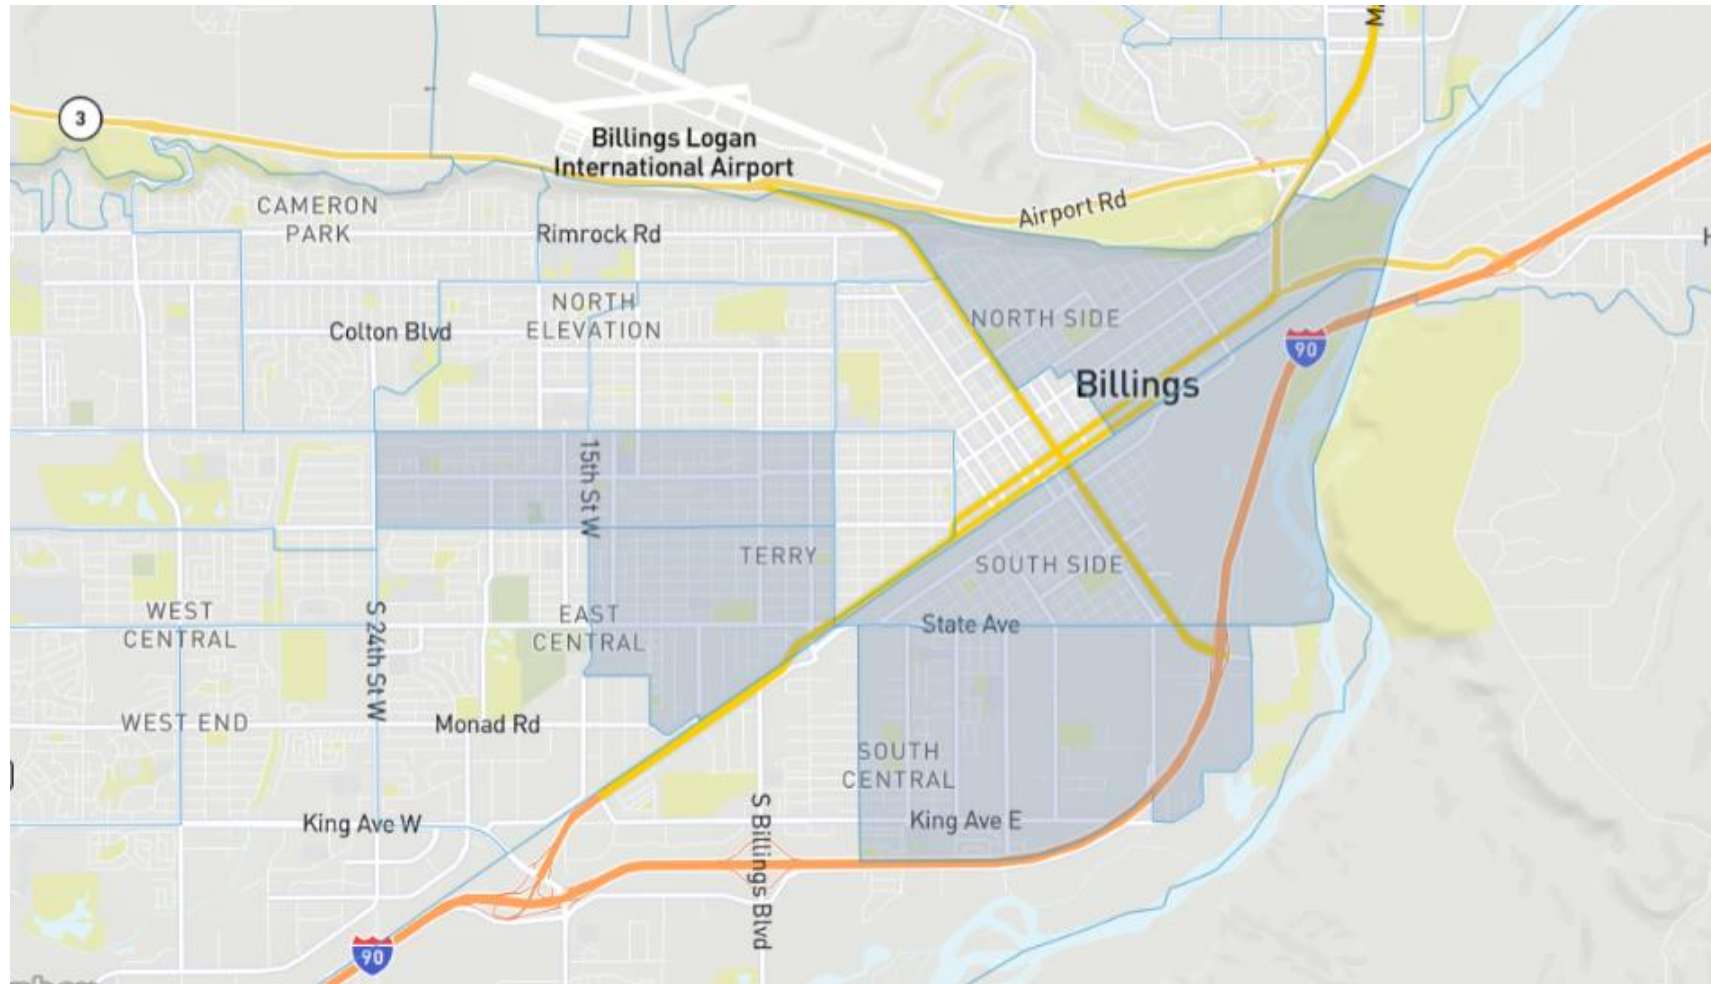 M
3
Billings Logan
International Airport
Airport Rd
CAMERON
PARK
Rimrock Rd
NORTH
ELEVATION
Colton Blvd
NORTH SIDE
90
Billings
15th St W
TERRY
SOUTH SIDE
WEST
CENTRAL
S 24th St W
EAST
CENTRAL
State Ave
WEST END
Monad Rd
SOUTH
CENTRAL
King Ave W
S Billings Blvd
King Ave E
90